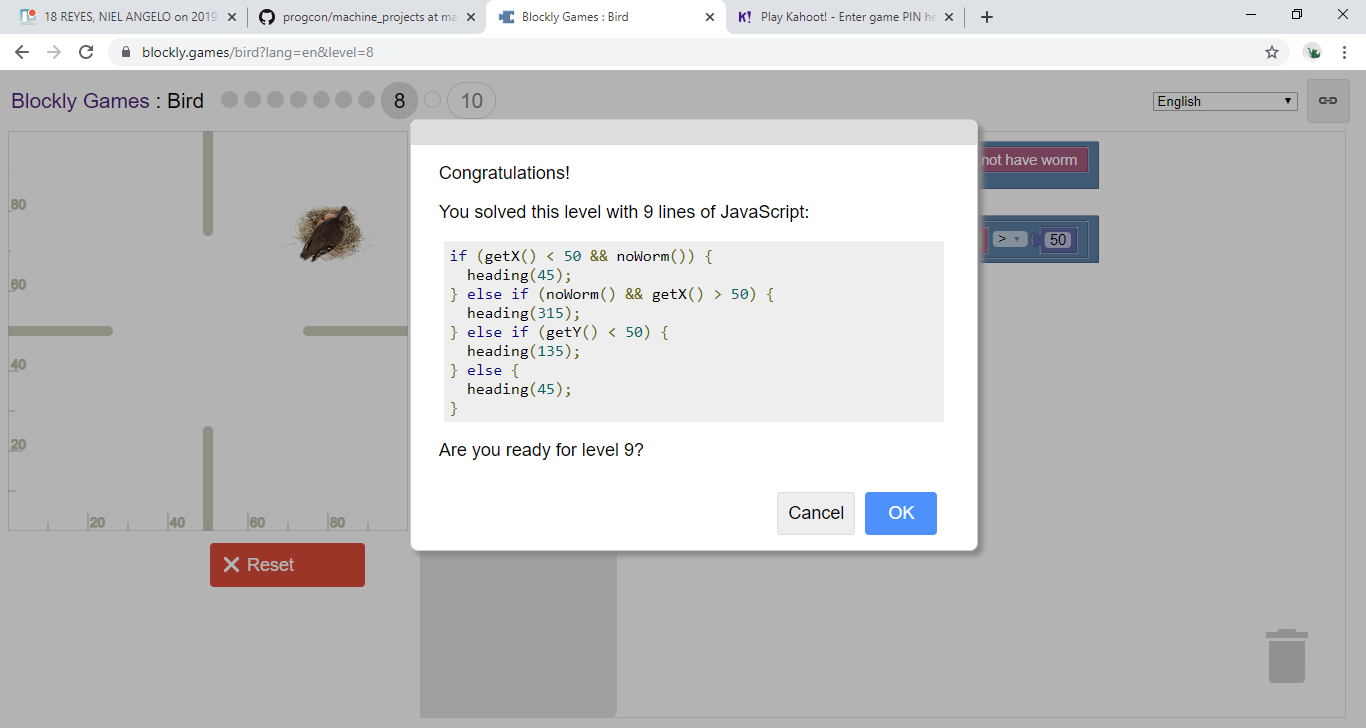 18 REYES, NIEL ANGELO on 2019
progcon/machine_projects at ma
Blockly Games : Bird
K! Play Kahoot! - Enter game PIN he
blockly.games/bird?lang=en&level=8
Blockly Games : Bird 8 10
English
80
60
40
20
20 40 60 80
Reset
not have worm
> 50
Congratulations!
You solved this level with 9 lines of JavaScript:
if (getX() < 50 && noWorm()) {
  heading(45);
} else if (noWorm() && getX() > 50) {
  heading(315);
} else if (getY() < 50) {
  heading(135);
} else {
  heading(45);
}
Are you ready for level 9?
Cancel OK